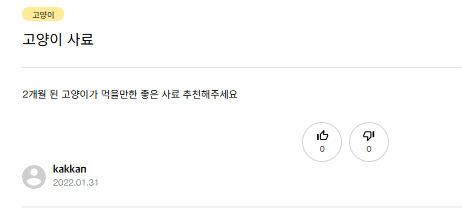 고양이
고양이 사료
2개월 된 고양이가 먹을만한 좋은 사료 추천해주세요
0
0
kakkan
2022.01.31